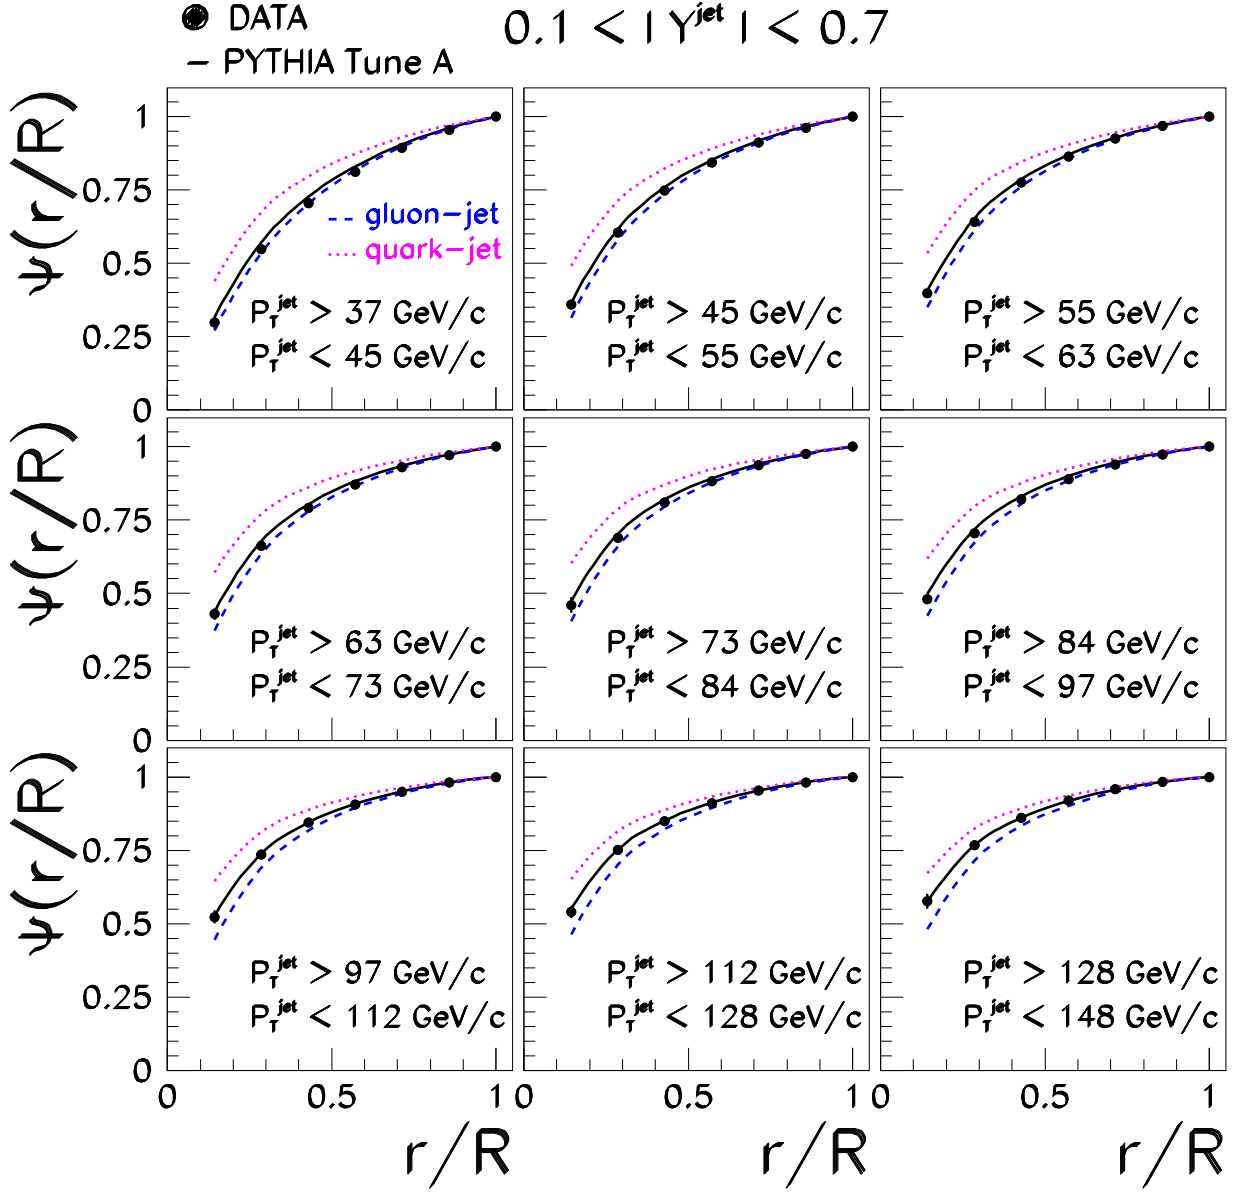 DATA
0.1 < | Y^jet | < 0.7
— PYTHIA Tune A
Ψ(r/R)
1
0.75
0.5
0.25
0
gluon-jet
quark-jet
P_T^jet > 37 GeV/c
P_T^jet < 45 GeV/c
P_T^jet > 45 GeV/c
P_T^jet < 55 GeV/c
P_T^jet > 55 GeV/c
P_T^jet < 63 GeV/c
Ψ(r/R)
1
0.75
0.5
0.25
0
P_T^jet > 63 GeV/c
P_T^jet < 73 GeV/c
P_T^jet > 73 GeV/c
P_T^jet < 84 GeV/c
P_T^jet > 84 GeV/c
P_T^jet < 97 GeV/c
Ψ(r/R)
1
0.75
0.5
0.25
0
P_T^jet > 97 GeV/c
P_T^jet < 112 GeV/c
P_T^jet > 112 GeV/c
P_T^jet < 128 GeV/c
P_T^jet > 128 GeV/c
P_T^jet < 148 GeV/c
0 0.5 1 0 0.5 1 0 0.5 1
r/R r/R r/R